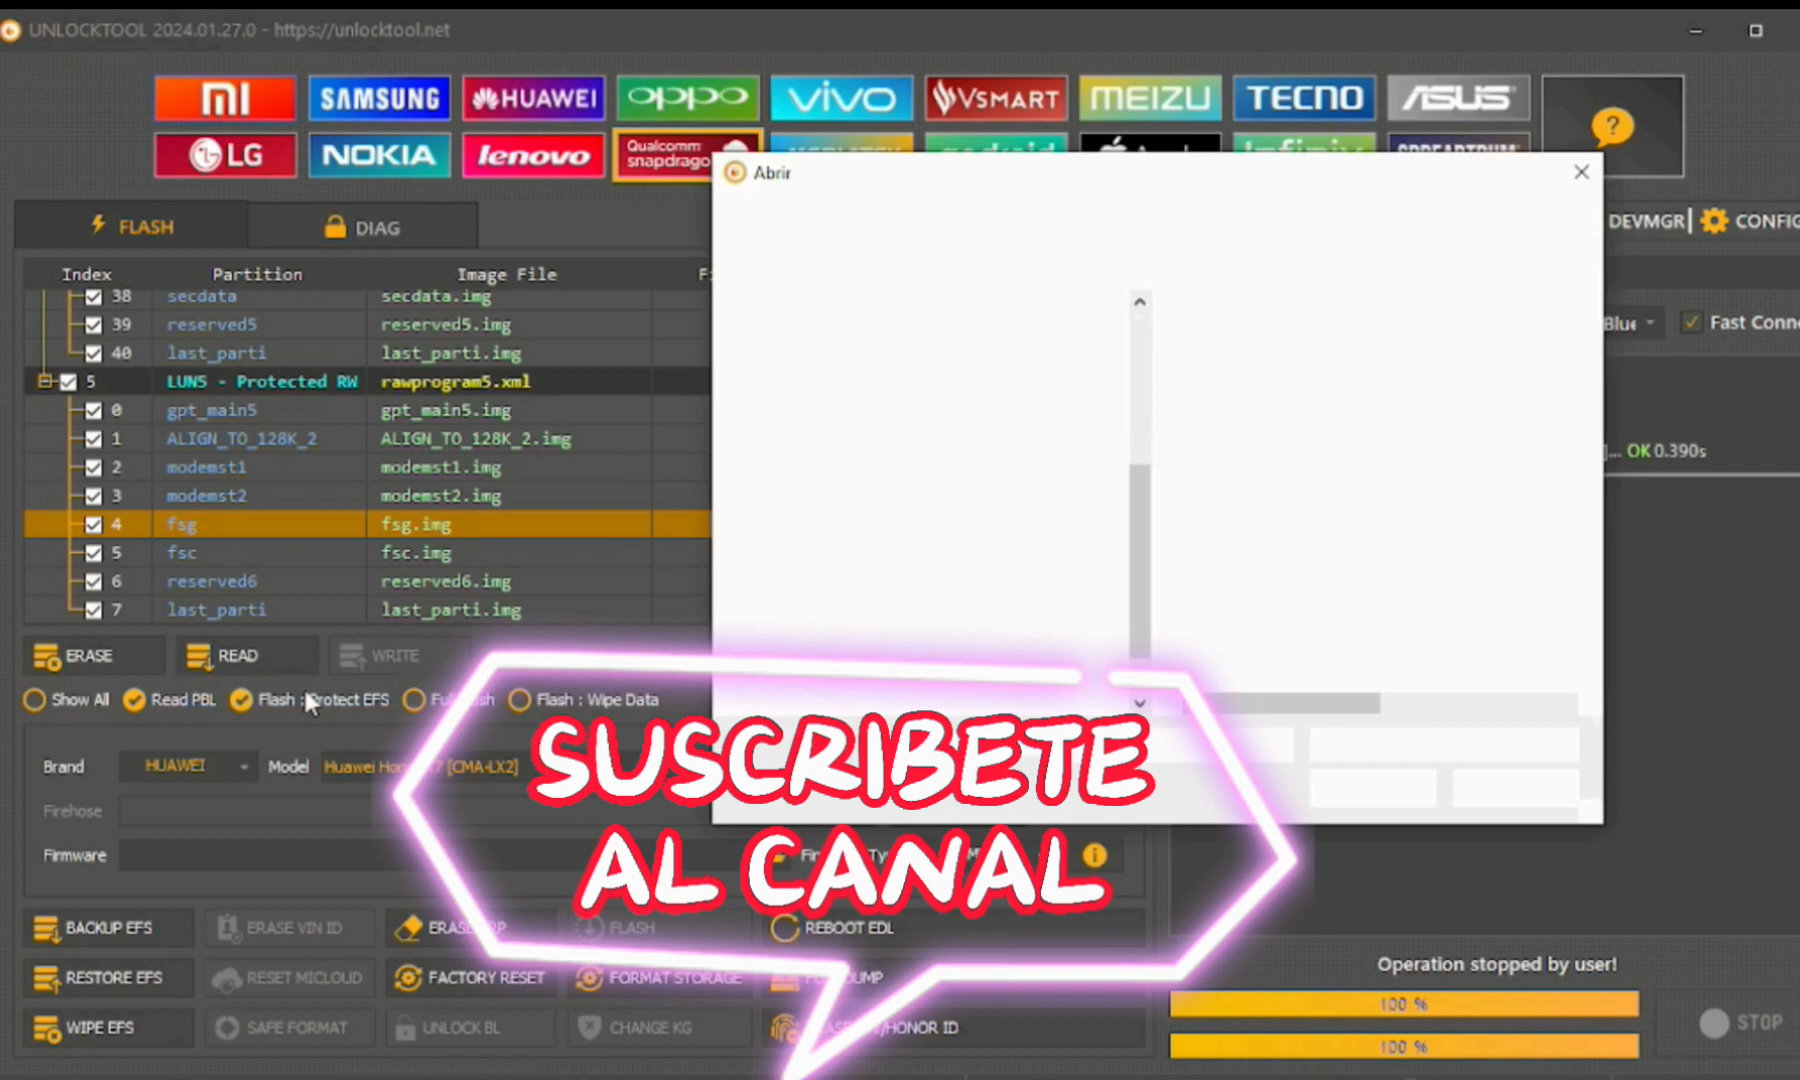 UNLOCKTOOL 2024.01.27.0 - https://unlocktool.net
MI SAMSUNG HUAWEI oppo vivo VSMART MEIZU TECNO ASUS
LG NOKIA lenovo Qualcomm
snapdrago
?
Abrir
FLASH DIAG
DEVMGR CONFIG
Index Partition Image File
38 secdata secdata.img
39 reserved5 reserved5.img
40 last_parti last_parti.img
5 LUN5 - Protected RW rawprogram5.xml
0 gpt_main5 gpt_main5.img
1 ALIGN_TO_128K_2 ALIGN_TO_128K_2.img
2 modemst1 modemst1.img
3 modemst2 modemst2.img
4 fsg fsg.img
5 fsc fsc.img
6 reserved6 reserved6.img
7 last_parti last_parti.img
Blue Fast Conn
... OK 0.390s
ERASE READ WRITE
Show All Read PBL Flash : Protect EFS Flash : Wipe Data
Brand HUAWEI Model Huawei [CMA-LX2]
Firehose
Firmware
SUSCRIBETE
AL CANAL
BACKUP EFS ERASE VIN ID ERASE FLASH REBOOT EDL
RESTORE EFS RESET MICLOUD FACTORY RESET FORMAT STORAGE
WIPE EFS SAFE FORMAT UNLOCK BL CHANGE KG /HONOR ID
Operation stopped by user!
100 %
100 %
STOP